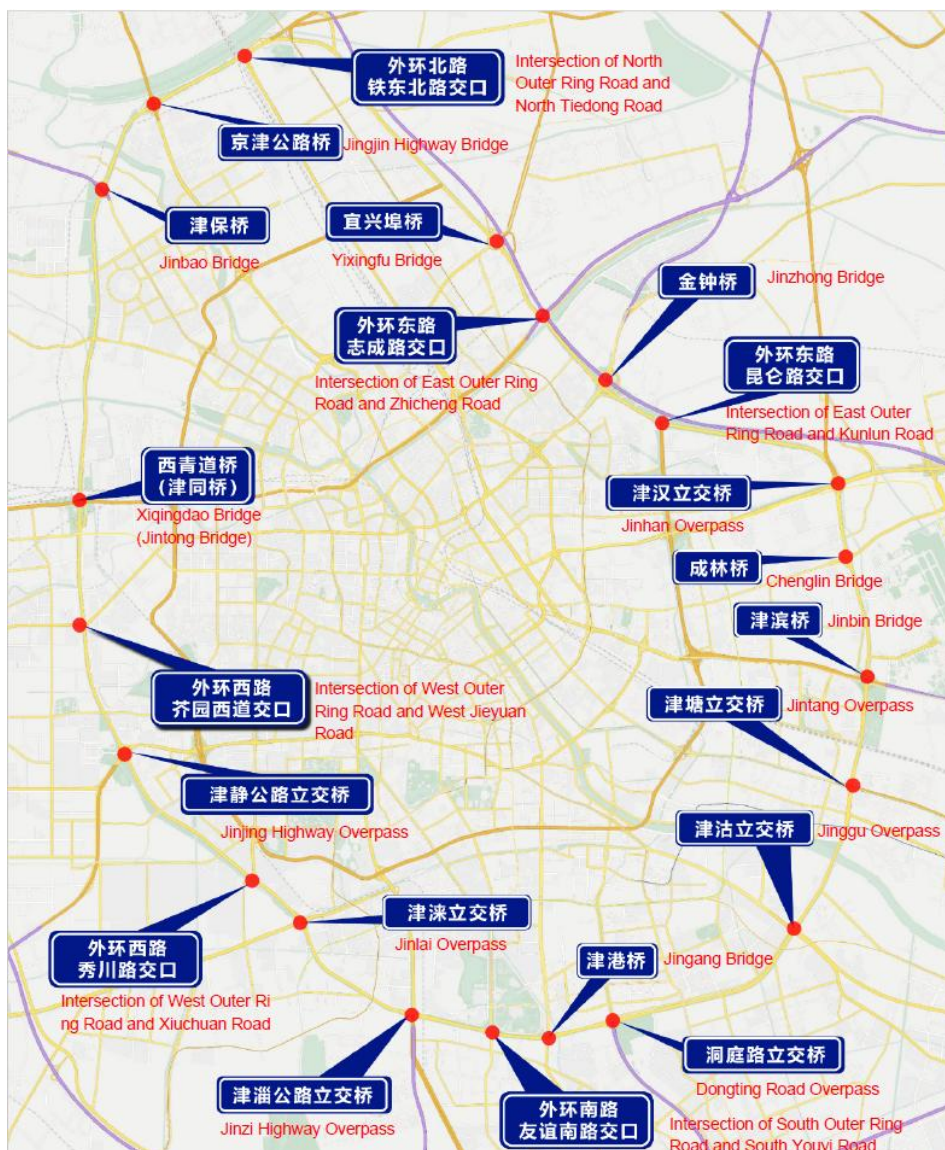 外环北路
铁东北路交口
Intersection of North
Outer Ring Road and
North Tiedong Road
京津公路桥
Jingjin Highway Bridge
津保桥
Jinbao Bridge
宜兴埠桥
Yixingfu Bridge
金钟桥
Jinzhong Bridge
外环东路
志成路交口
Intersection of East Outer Ring
Road and Zhicheng Road
外环东路
昆仑路交口
Intersection of East Outer
Ring Road and Kunlun Road
西青道桥
(津同桥)
Xiqingdao Bridge
(Jintong Bridge)
津汉立交桥
Jinhan Overpass
成林桥
Chenglin Bridge
津滨桥
Jinbin Bridge
外环西路
芥园西道交口
Intersection of West Outer
Ring Road and West Jieyuan
Road
津塘立交桥
Jintang Overpass
津静公路立交桥
Jinjing Highway Overpass
津沽立交桥
Jinggu Overpass
津涞立交桥
Jinlai Overpass
外环西路
秀川路交口
Intersection of West Outer Ri
ng Road and Xiuchuan Road
津港桥
Jingang Bridge
洞庭路立交桥
Dongting Road Overpass
津淄公路立交桥
Jinzi Highway Overpass
外环南路
友谊南路交口
Intersection of South Outer Ring
Road and South Youyi Road